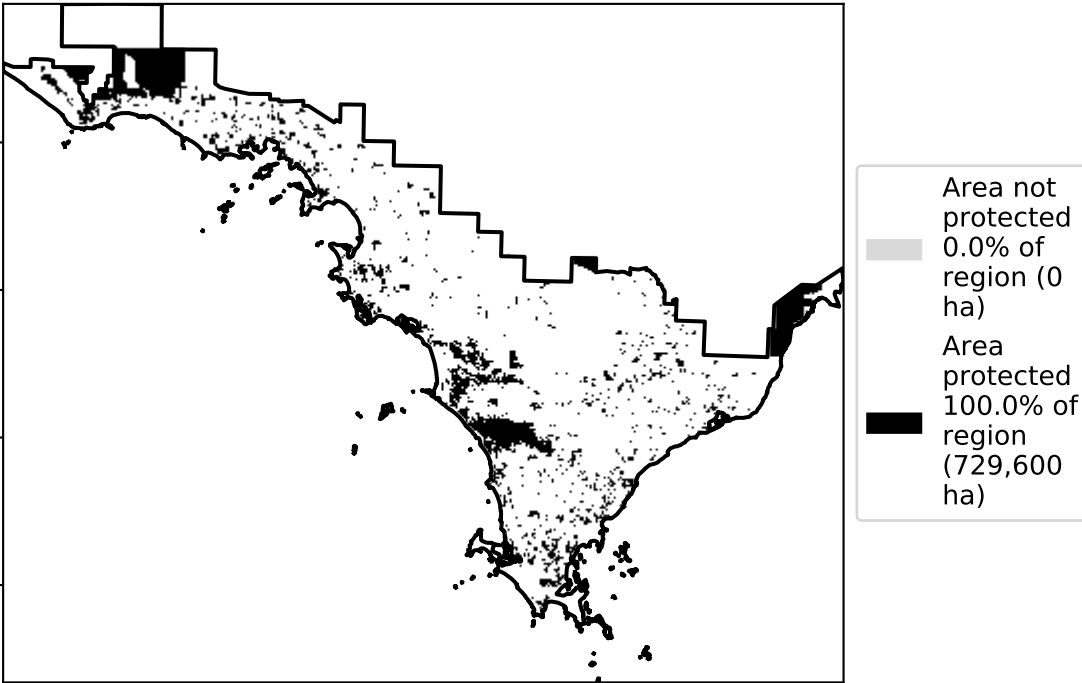 Area not
protected
0.0% of
region (0
ha)
Area
protected
100.0% of
region
(729,600
ha)